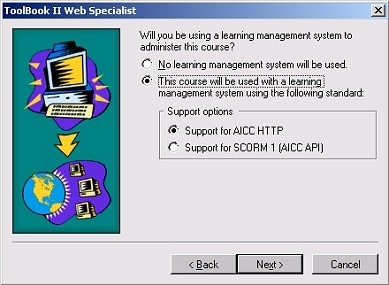 ToolBook II Web Specialist
Will you be using a learning management system to
administer this course?
No learning management system will be used.
This course will be used with a learning
management system using the following standard:
Support options
Support for AICC HTTP
Support for SCORM 1 (AICC API)
< Back
Next >
Cancel